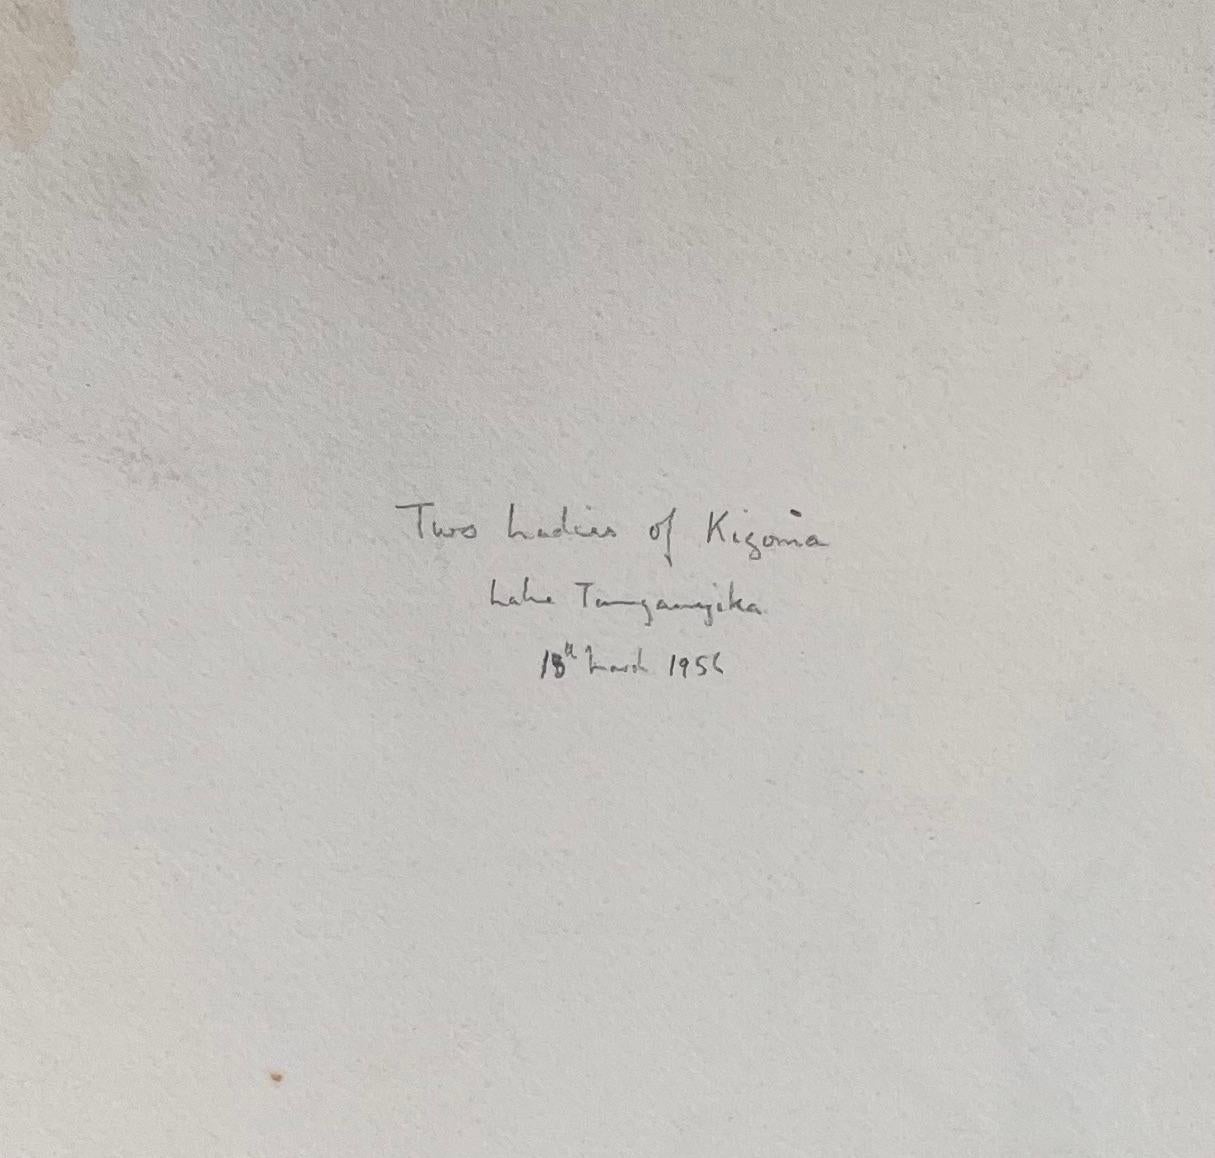 Two Ladies of Kigoma
Lake Tanganyika
18th March 1956